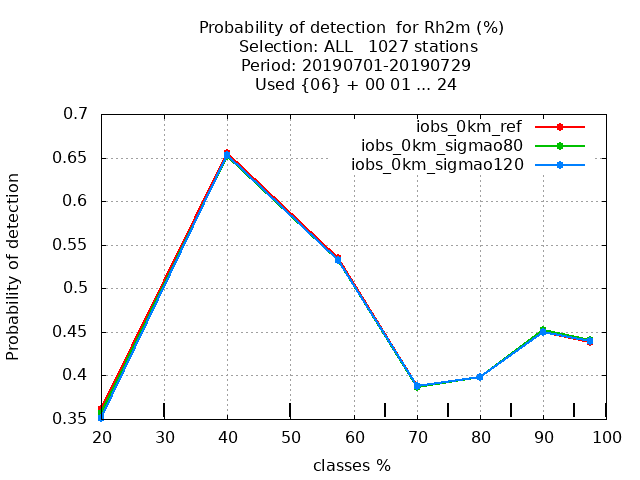 Probability of detection  for Rh2m (%)
Selection: ALL   1027 stations
Period: 20190701-20190729
Used {06} + 00 01 ... 24
iobs_0km_ref
iobs_0km_sigmao80
iobs_0km_sigmao120
Probability of detection
0.7
0.65
0.6
0.55
0.5
0.45
0.4
0.35
20 30 40 50 60 70 80 90 100
classes %